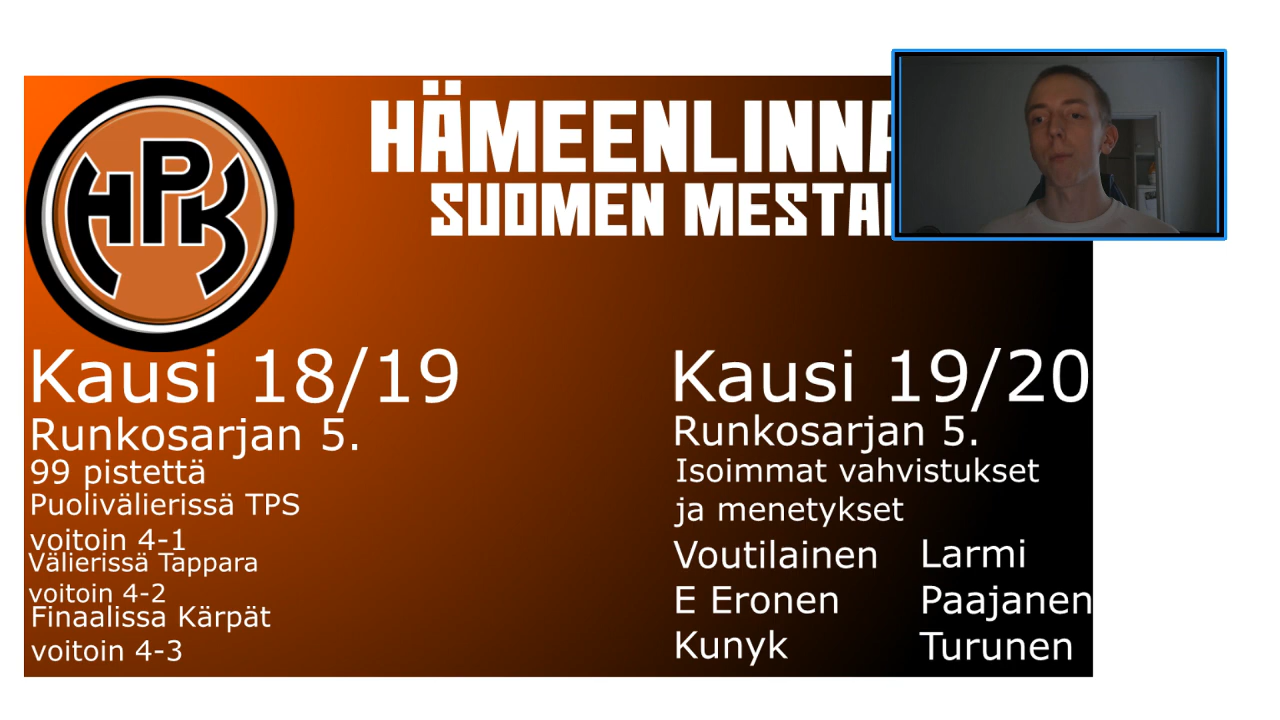 HPK
HÄMEENLINNA
SUOMEN MESTA
Kausi 18/19
Runkosarjan 5.
99 pistettä
Puolivälierissä TPS
voitoin 4-1
Välierissä Tappara
voitoin 4-2
Finaalissa Kärpät
voitoin 4-3
Kausi 19/20
Runkosarjan 5.
Isoimmat vahvistukset
ja menetykset
Voutilainen Larmi
E Eronen Paajanen
Kunyk Turunen